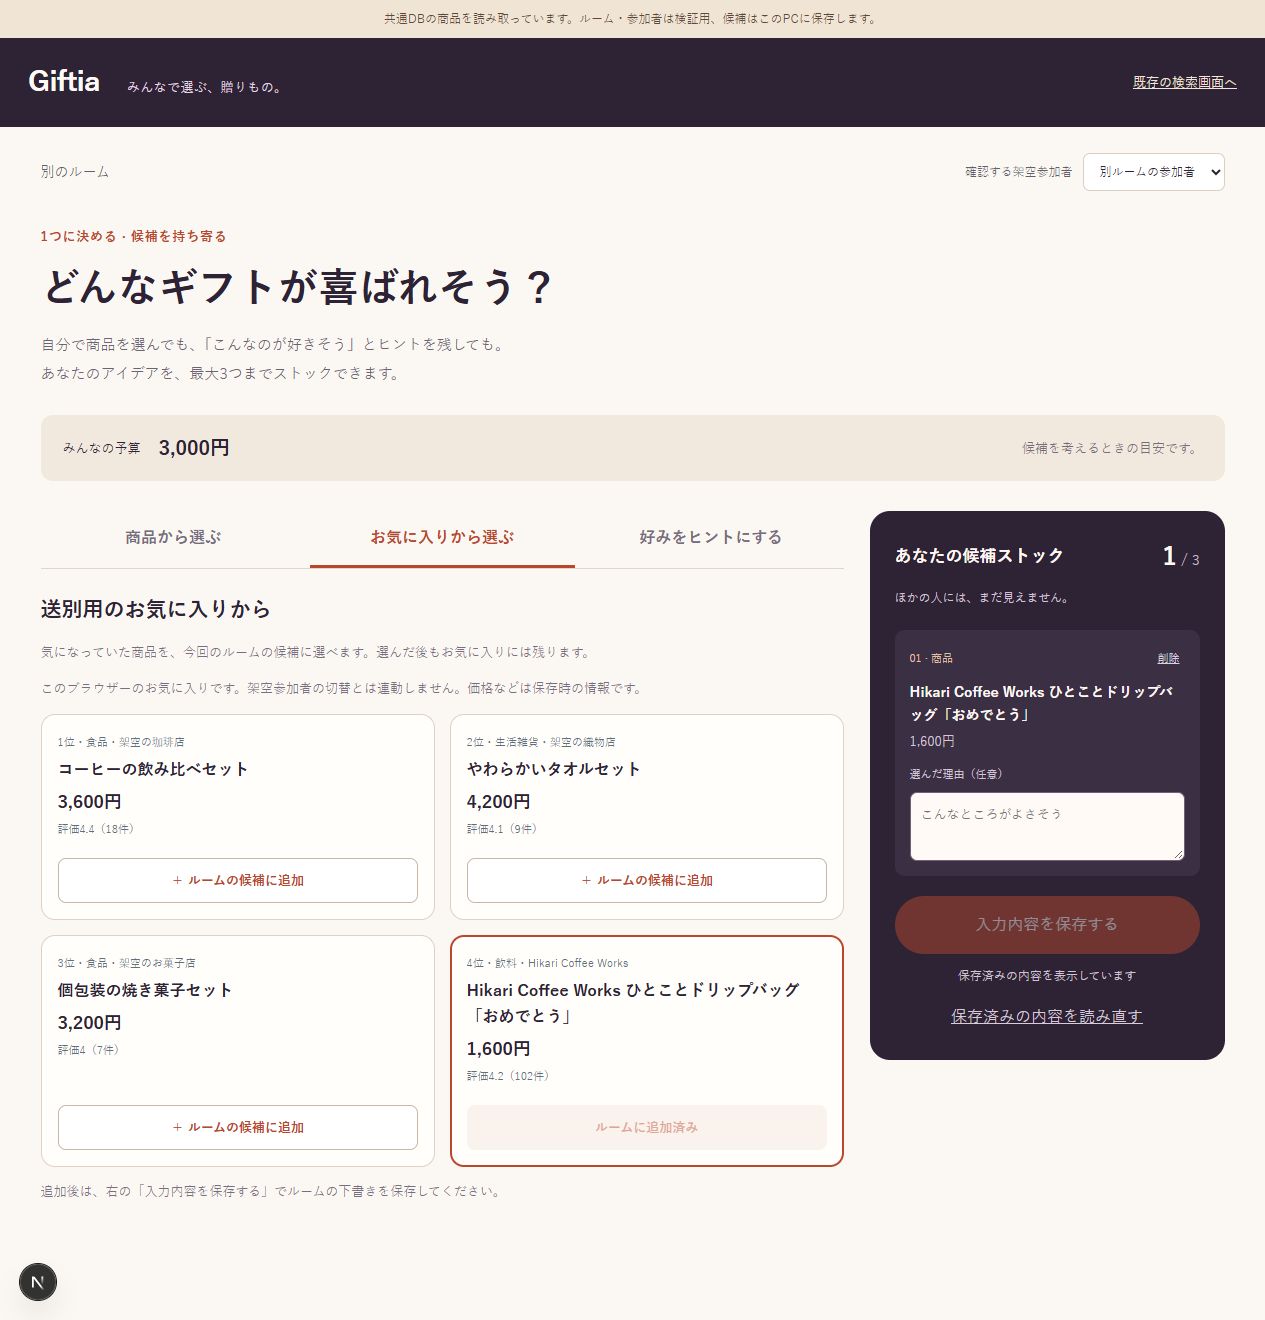 共通DBの商品を読み取っています。ルーム・参加者は検証用、候補はこのPCに保存します。
Giftia
みんなで選ぶ、贈りもの。
既存の検索画面へ
別のルーム
確認する架空参加者
別ルームの参加者
1つに決める・候補を持ち寄る
どんなギフトが喜ばれそう？
自分で商品を選んでも、「こんなのが好きそう」とヒントを残しても。
あなたのアイデアを、最大3つまでストックできます。
みんなの予算 3,000円
候補を考えるときの目安です。
商品から選ぶ
お気に入りから選ぶ
好みをヒントにする
送別用のお気に入りから
気になっていた商品を、今回のルームの候補に選べます。選んだ後もお気に入りには残ります。
このブラウザーのお気に入りです。架空参加者の切替とは連動しません。価格などは保存時の情報です。
1位・食品・架空の珈琲店
コーヒーの飲み比べセット
3,600円
評価4.4（18件）
＋ ルームの候補に追加
2位・生活雑貨・架空の織物店
やわらかいタオルセット
4,200円
評価4.1（9件）
＋ ルームの候補に追加
3位・食品・架空のお菓子店
個包装の焼き菓子セット
3,200円
評価4（7件）
＋ ルームの候補に追加
4位・飲料・Hikari Coffee Works
Hikari Coffee Works ひとことドリップバッグ
「おめでとう」
1,600円
評価4.2（102件）
ルームに追加済み
追加後は、右の「入力内容を保存する」でルームの下書きを保存してください。
あなたの候補ストック
1 / 3
ほかの人には、まだ見えません。
01・商品
削除
Hikari Coffee Works ひとことドリップバ
ッグ「おめでとう」
1,600円
選んだ理由（任意）
こんなところがよさそう
入力内容を保存する
保存済みの内容を表示しています
保存済みの内容を読み直す
N